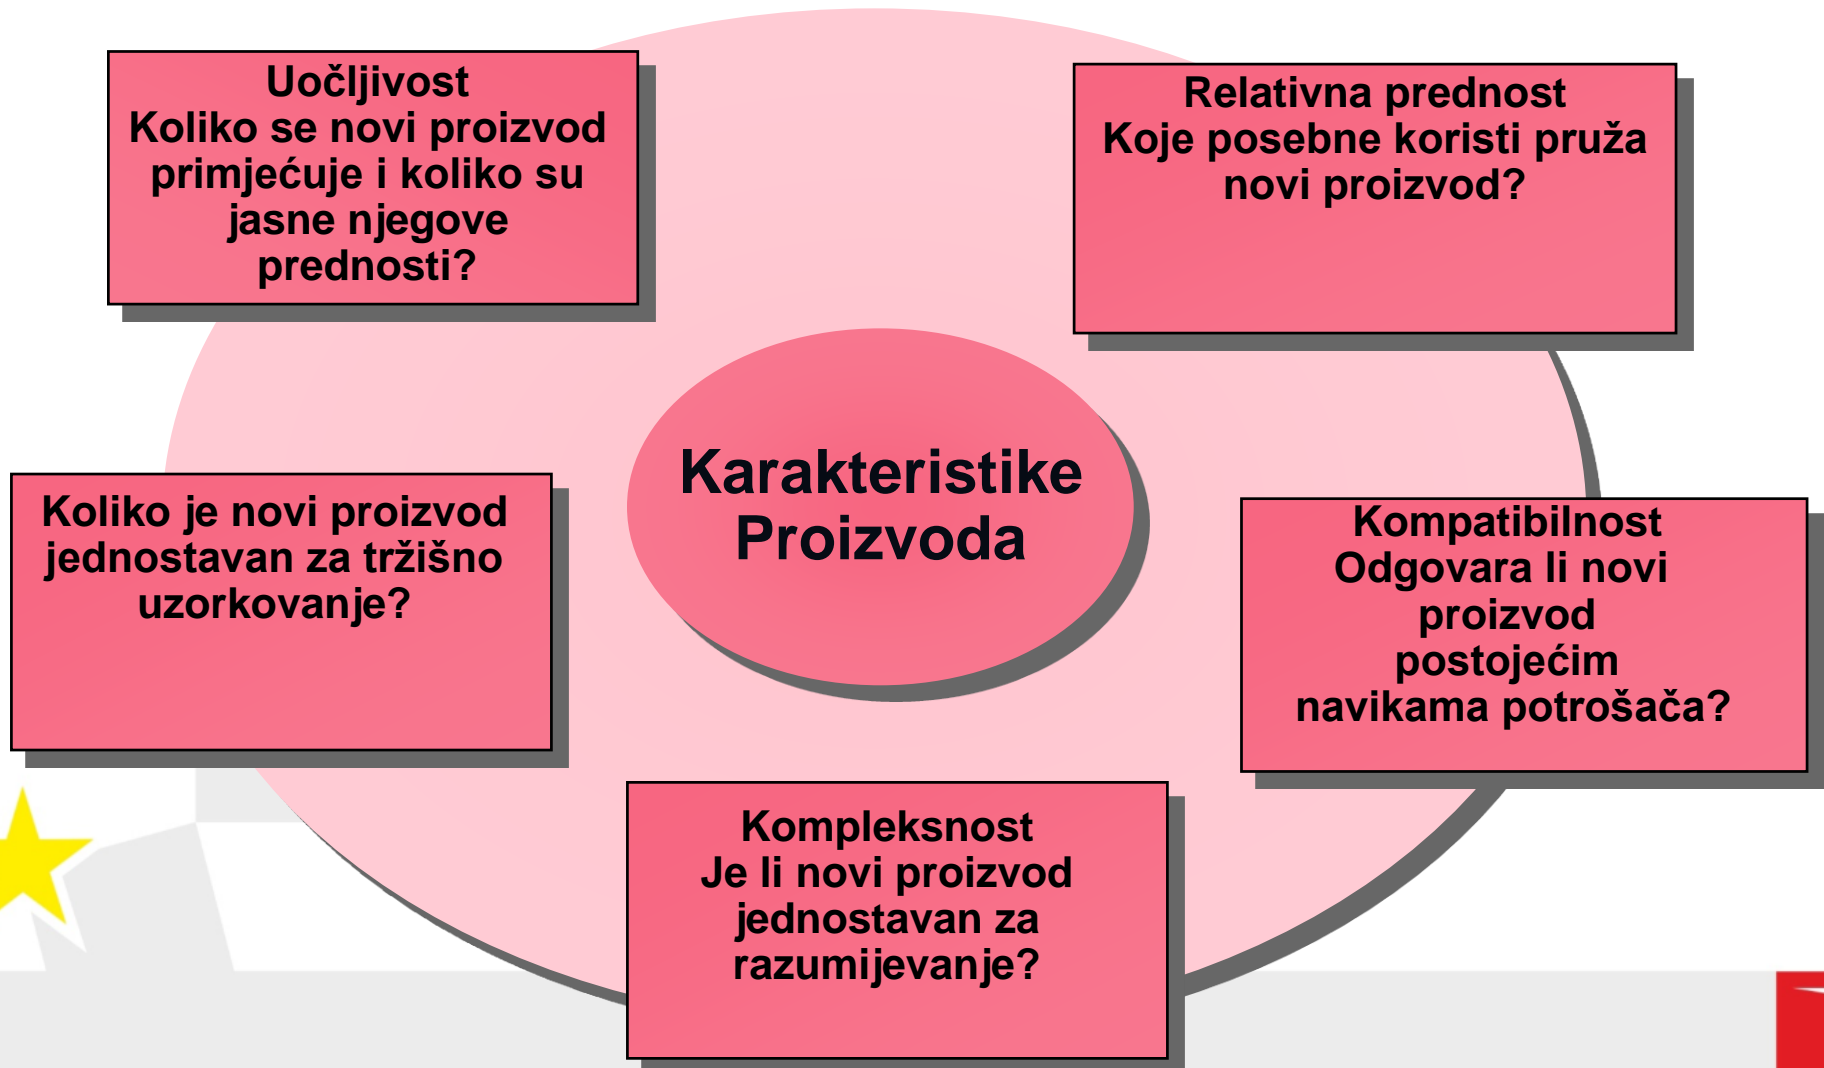 Uočljivost
Koliko se novi proizvod
primjećuje i koliko su
jasne njegove
prednosti?
Relativna prednost
Koje posebne koristi pruža
novi proizvod?
Karakteristike
Proizvoda
Koliko je novi proizvod
jednostavan za tržišno
uzorkovanje?
Kompatibilnost
Odgovara li novi
proizvod
postojećim
navikama potrošača?
Kompleksnost
Je li novi proizvod
jednostavan za
razumijevanje?